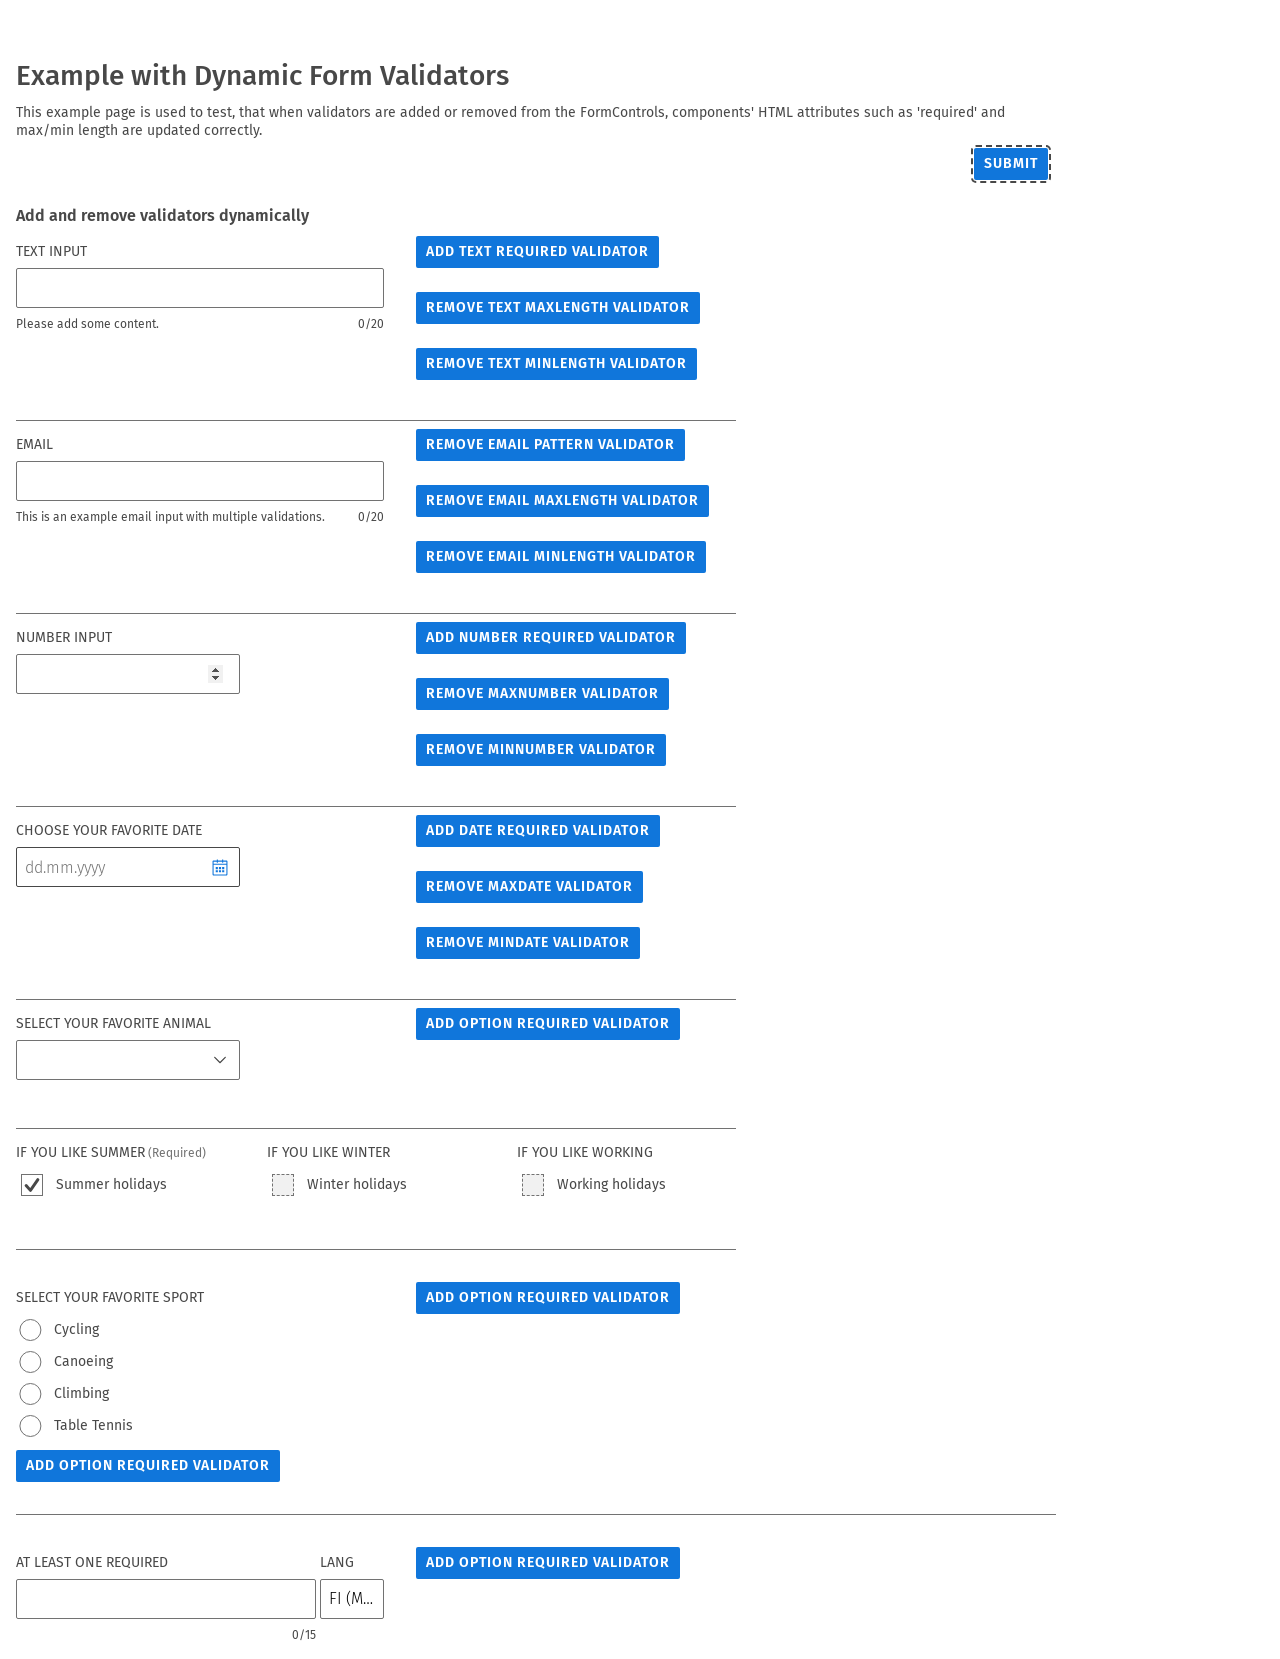 Example with Dynamic Form Validators
This example page is used to test, that when validators are added or removed from the FormControls, components' HTML attributes such as 'required' and
max/min length are updated correctly.
SUBMIT
Add and remove validators dynamically
TEXT INPUT
ADD TEXT REQUIRED VALIDATOR
REMOVE TEXT MAXLENGTH VALIDATOR
Please add some content. 0/20
REMOVE TEXT MINLENGTH VALIDATOR
EMAIL
REMOVE EMAIL PATTERN VALIDATOR
REMOVE EMAIL MAXLENGTH VALIDATOR
This is an example email input with multiple validations. 0/20
REMOVE EMAIL MINLENGTH VALIDATOR
NUMBER INPUT
ADD NUMBER REQUIRED VALIDATOR
REMOVE MAXNUMBER VALIDATOR
REMOVE MINNUMBER VALIDATOR
CHOOSE YOUR FAVORITE DATE
ADD DATE REQUIRED VALIDATOR
dd.mm.yyyy
REMOVE MAXDATE VALIDATOR
REMOVE MINDATE VALIDATOR
SELECT YOUR FAVORITE ANIMAL
ADD OPTION REQUIRED VALIDATOR
IF YOU LIKE SUMMER (Required) IF YOU LIKE WINTER IF YOU LIKE WORKING
Summer holidays Winter holidays Working holidays
SELECT YOUR FAVORITE SPORT
ADD OPTION REQUIRED VALIDATOR
Cycling
Canoeing
Climbing
Table Tennis
ADD OPTION REQUIRED VALIDATOR
AT LEAST ONE REQUIRED LANG
ADD OPTION REQUIRED VALIDATOR
FI (M...
0/15